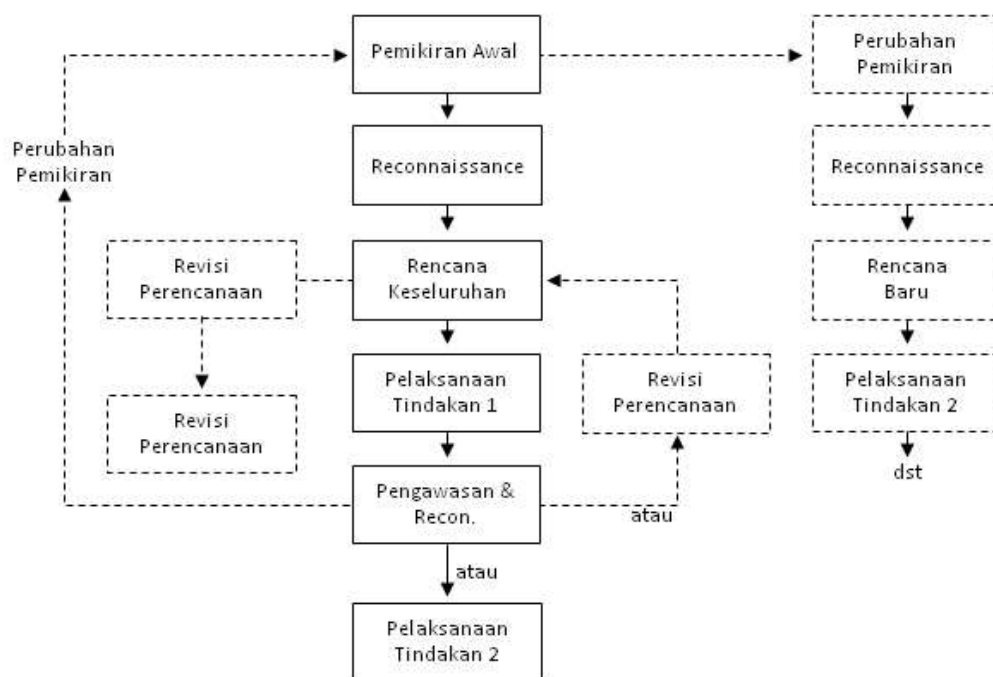 Pemikiran Awal
Perubahan
Pemikiran
Perubahan
Pemikiran
Reconnaissance
Reconnaissance
Revisi
Perencanaan
Rencana
Keseluruhan
Rencana
Baru
Revisi
Perencanaan
Pelaksanaan
Tindakan 1
Revisi
Perencanaan
Pelaksanaan
Tindakan 2
Pengawasan &
Recon.
atau
dst
atau
Pelaksanaan
Tindakan 2